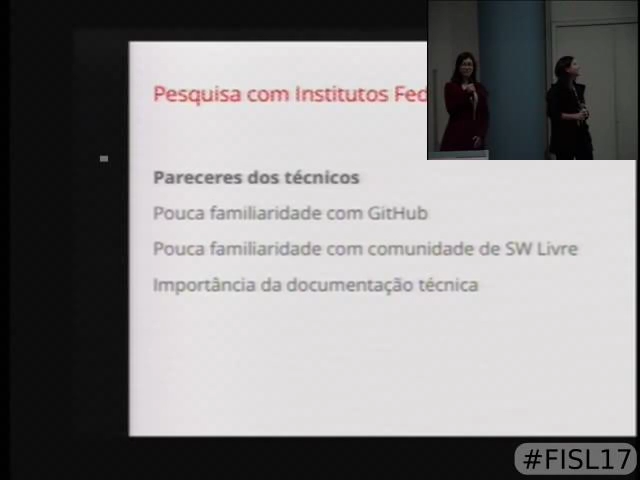 Pesquisa com Institutos Fed
Pareceres dos técnicos
Pouca familiaridade com GitHub
Pouca familiaridade com comunidade de SW Livre
Importância da documentação técnica
#FISL17